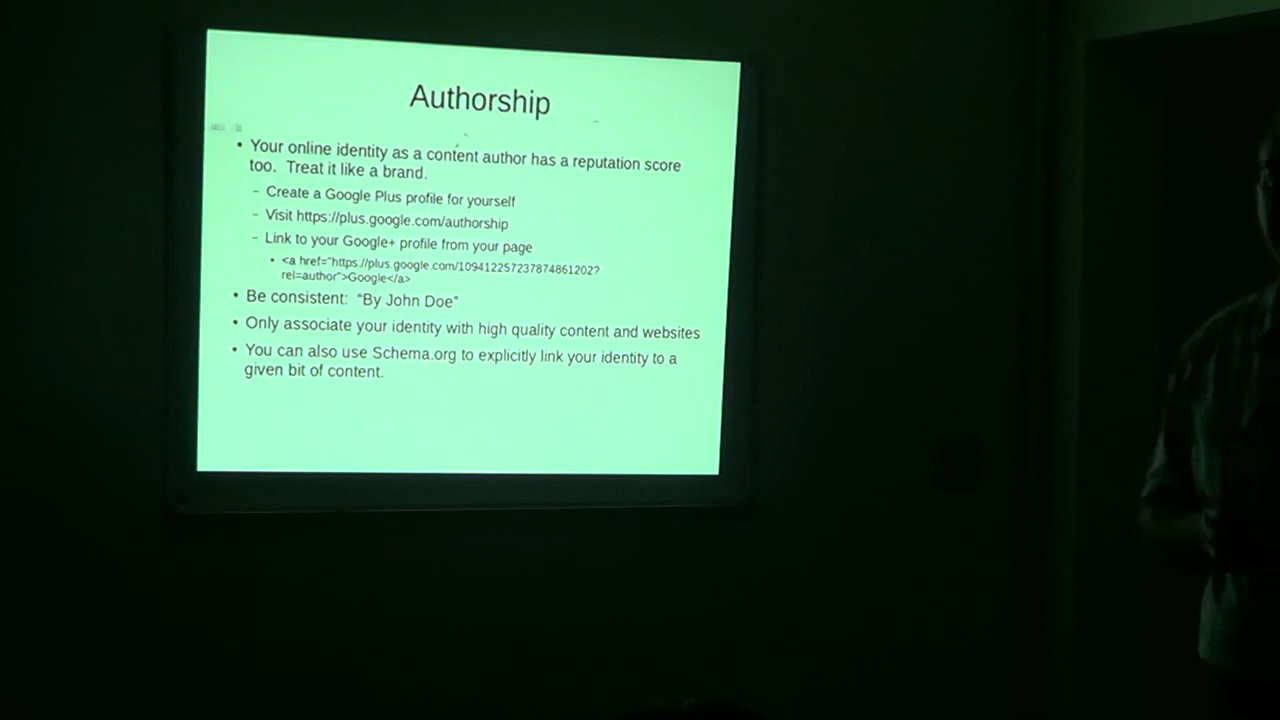 Authorship
• Your online identity as a content author has a reputation score
too. Treat it like a brand.
– Create a Google Plus profile for yourself
– Visit https://plus.google.com/authorship
– Link to your Google+ profile from your page
• <a href="https://plus.google.com/109412257237874861202?
rel=author">Google</a>
• Be consistent: "By John Doe"
• Only associate your identity with high quality content and websites
• You can also use Schema.org to explicitly link your identity to a
given bit of content.